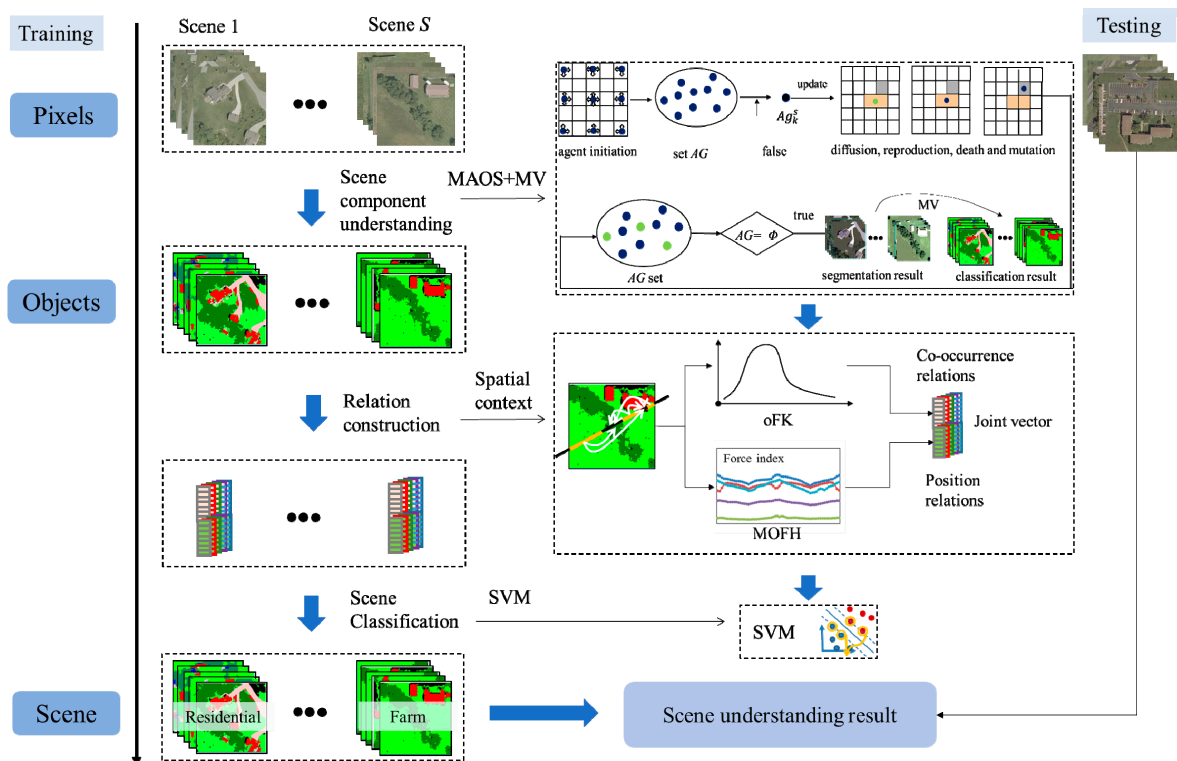 Training
Scene 1
Scene S
Testing
Pixels
agent initiation
set AG
false
Ag_k^s
update
diffusion, reproduction, death and mutation
Scene
component
understanding
MAOS+MV
AG set
AG= Φ
true
MV
segmentation result
classification result
Objects
Relation
construction
Spatial
context
oFK
Force index
MOFH
Co-occurrence
relations
Joint vector
Position
relations
Scene
Classification
SVM
SVM
Scene
Residential
Farm
Scene understanding result